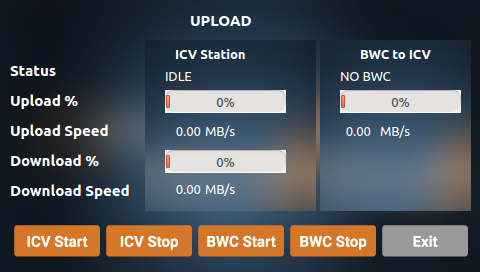 UPLOAD
ICV Station BWC to ICV
Status IDLE NO BWC
Upload % 0% 0%
Upload Speed 0.00 MB/s 0.00 MB/s
Download % 0%
Download Speed 0.00 MB/s
ICV Start ICV Stop BWC Start BWC Stop Exit